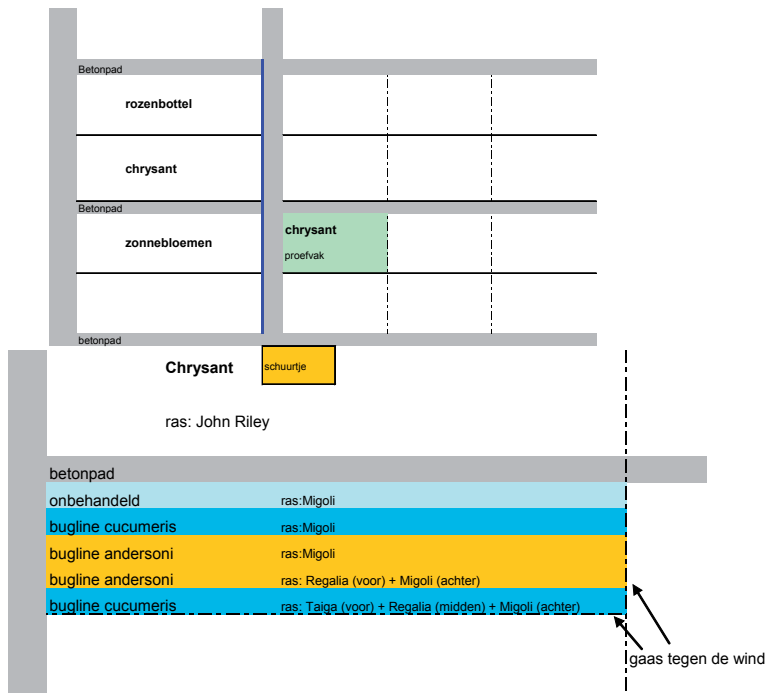 Betonpad
rozenbottel
chrysant
Betonpad
zonnebloemen
chrysant
proefvak
betonpad
Chrysant
schuurtje
ras: John Riley
betonpad
onbehandeld ras:Migoli
bugline cucumeris ras:Migoli
bugline andersoni ras:Migoli
bugline andersoni ras: Regalia (voor) + Migoli (achter)
bugline cucumeris ras: Taiga (voor) + Regalia (midden) + Migoli (achter)
gaas tegen de wind